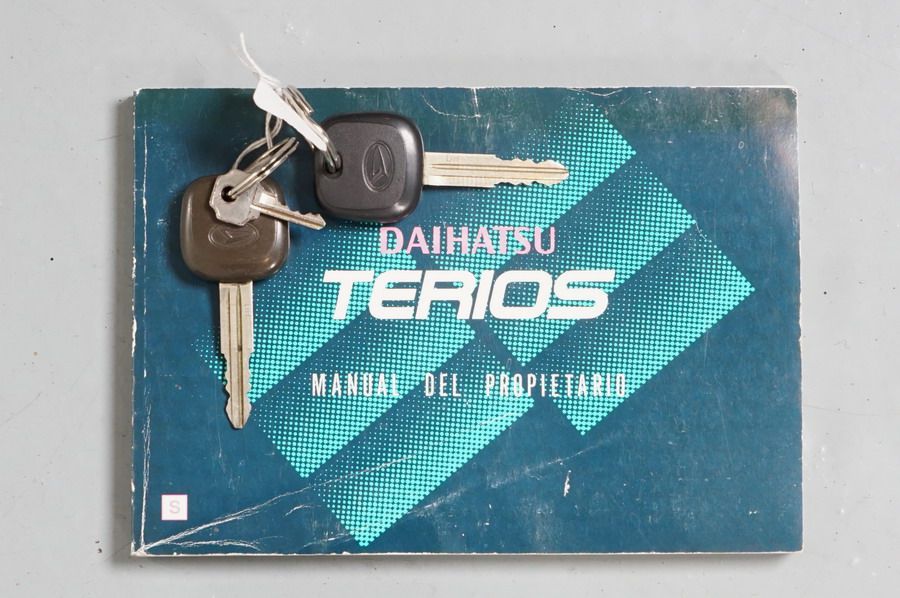 DAIHATSU
TERIOS
MANUAL DEL PROPIETARIO
S